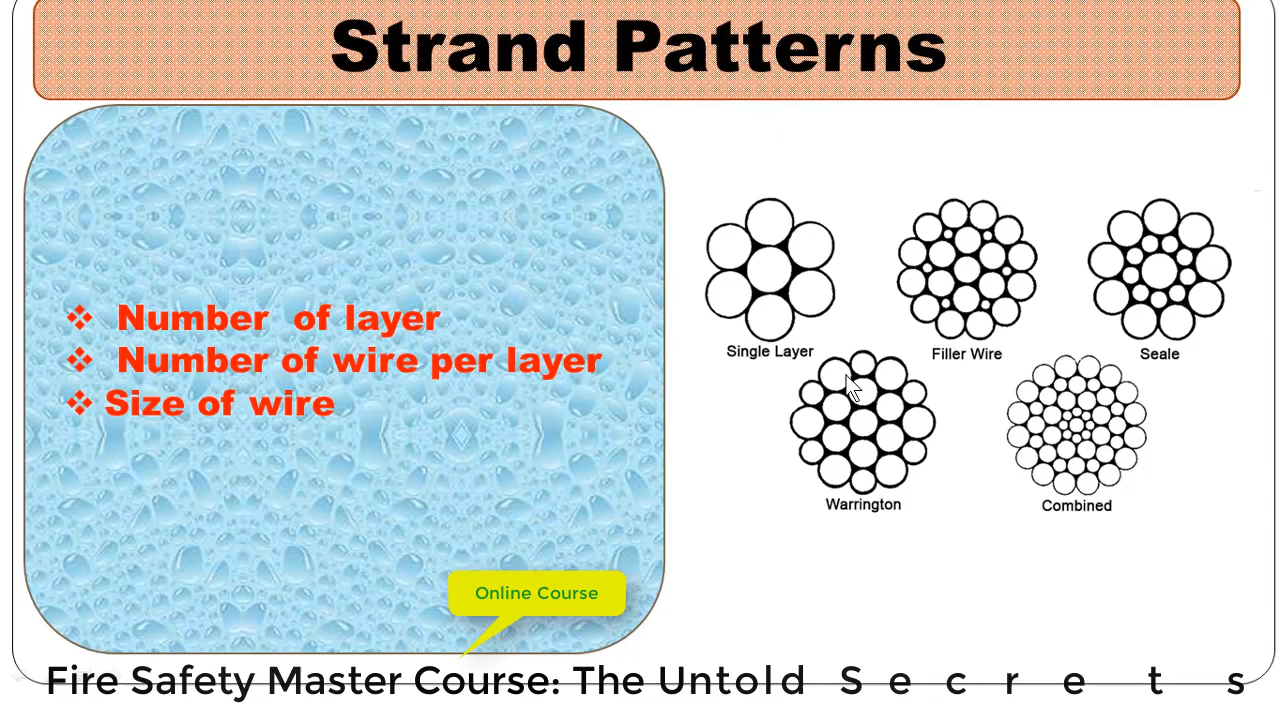 Strand Patterns
Number of layer
Number of wire per layer
Size of wire
Single Layer
Filler Wire
Seale
Warrington
Combined
Online Course
Fire Safety Master Course: The Untold Secrets